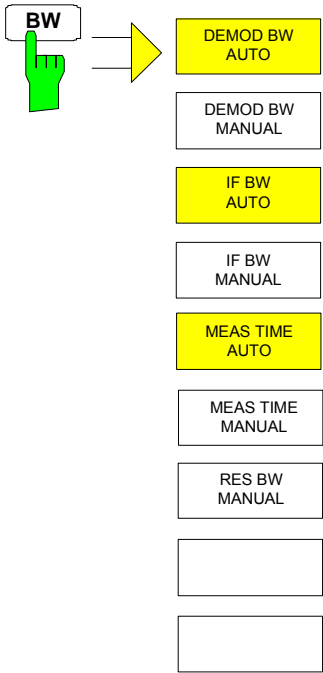 BW
DEMOD BW
AUTO
DEMOD BW
MANUAL
IF BW
AUTO
IF BW
MANUAL
MEAS TIME
AUTO
MEAS TIME
MANUAL
RES BW
MANUAL